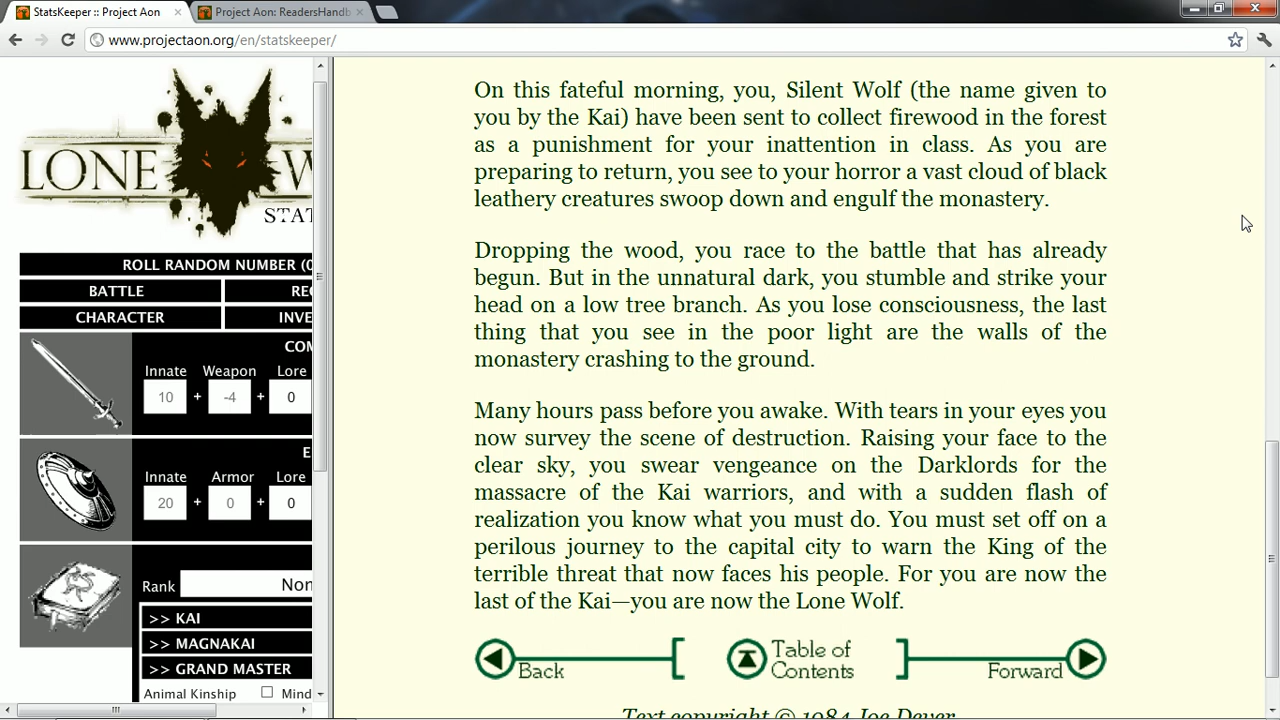 StatsKeeper :: Project Aon
Project Aon: ReadersHandb
www.projectaon.org/en/statskeeper/
LONE W
STAT
ROLL RANDOM NUMBER (0
BATTLE REC
CHARACTER INVE
COM
Innate Weapon Lore
10 + -4 + 0
E
Innate Armor Lore
20 + 0 + 0
Rank Non
>> KAI
>> MAGNAKAI
>> GRAND MASTER
Animal Kinship Mind
On this fateful morning, you, Silent Wolf (the name given to
you by the Kai) have been sent to collect firewood in the forest
as a punishment for your inattention in class. As you are
preparing to return, you see to your horror a vast cloud of black
leathery creatures swoop down and engulf the monastery.
Dropping the wood, you race to the battle that has already
begun. But in the unnatural dark, you stumble and strike your
head on a low tree branch. As you lose consciousness, the last
thing that you see in the poor light are the walls of the
monastery crashing to the ground.
Many hours pass before you awake. With tears in your eyes you
now survey the scene of destruction. Raising your face to the
clear sky, you swear vengeance on the Darklords for the
massacre of the Kai warriors, and with a sudden flash of
realization you know what you must do. You must set off on a
perilous journey to the capital city to warn the King of the
terrible threat that now faces his people. For you are now the
last of the Kai—you are now the Lone Wolf.
Back Table of Contents Forward
Text copyright © 1984 Joe Dever